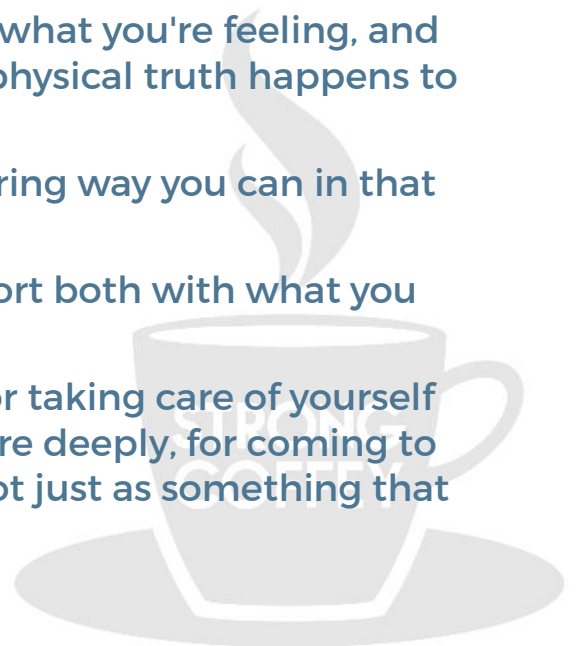 what you're feeling, and
physical truth happens to
ring way you can in that
ort both with what you
or taking care of yourself
re deeply, for coming to
ot just as something that
STRONG
COFFEY